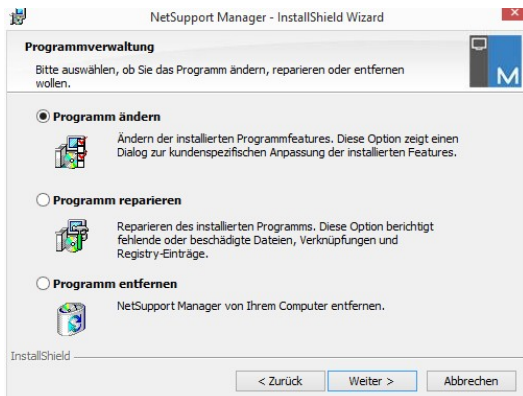 NetSupport Manager - InstallShield Wizard
Programmverwaltung
Bitte auswählen, ob Sie das Programm ändern, reparieren oder entfernen
wollen.
M
Programm ändern
Ändern der installierten Programmfeatures. Diese Option zeigt einen
Dialog zur kundenspezifischen Anpassung der installierten Features.
Programm reparieren
Reparieren des installierten Programms. Diese Option berichtigt
fehlende oder beschädigte Dateien, Verknüpfungen und
Registry-Einträge.
Programm entfernen
NetSupport Manager von Ihrem Computer entfernen.
InstallShield
< Zurück Weiter > Abbrechen